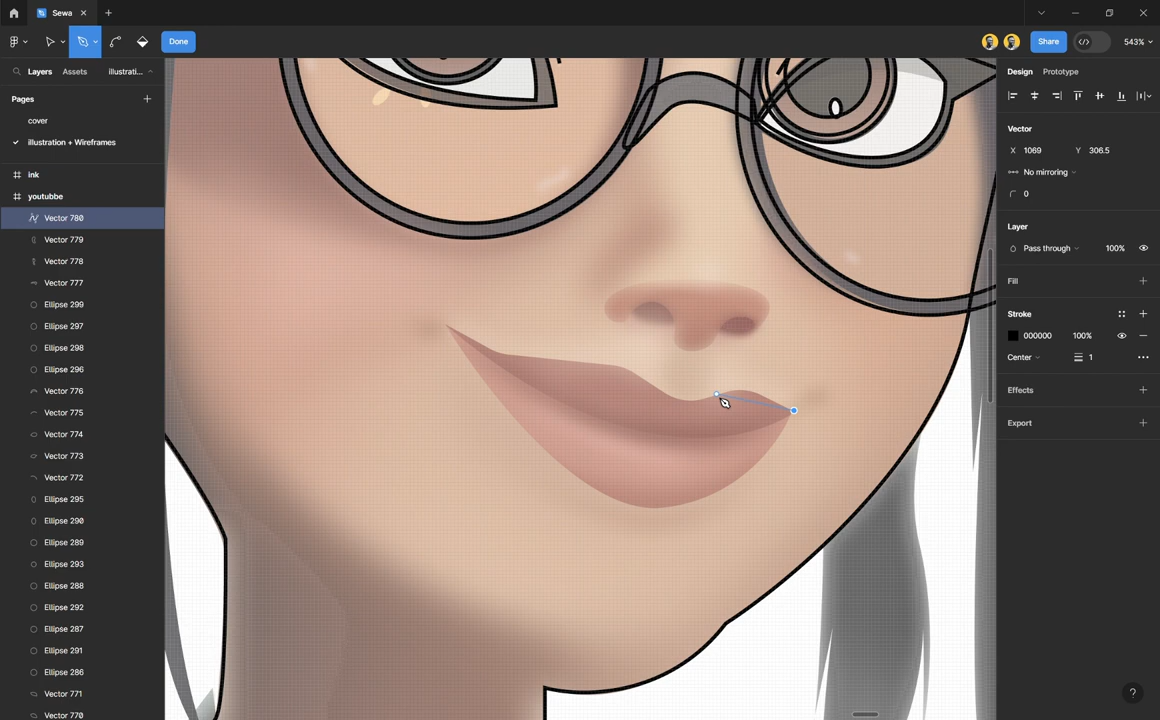 Sewa
Done
Share
543%
Layers
Assets
illustrati...
Pages
cover
illustration + Wireframes
ink
youtubbe
Vector 780
Vector 779
Vector 778
Vector 777
Ellipse 299
Ellipse 297
Ellipse 298
Ellipse 296
Vector 776
Vector 775
Vector 774
Vector 773
Vector 772
Ellipse 295
Ellipse 290
Ellipse 289
Ellipse 293
Ellipse 288
Ellipse 292
Ellipse 287
Ellipse 291
Ellipse 286
Vector 771
Vector 770
Design
Prototype
Vector
X 1069 Y 306.5
No mirroring
0
Layer
Pass through 100%
Fill
Stroke
000000 100%
Center 1
Effects
Export
?